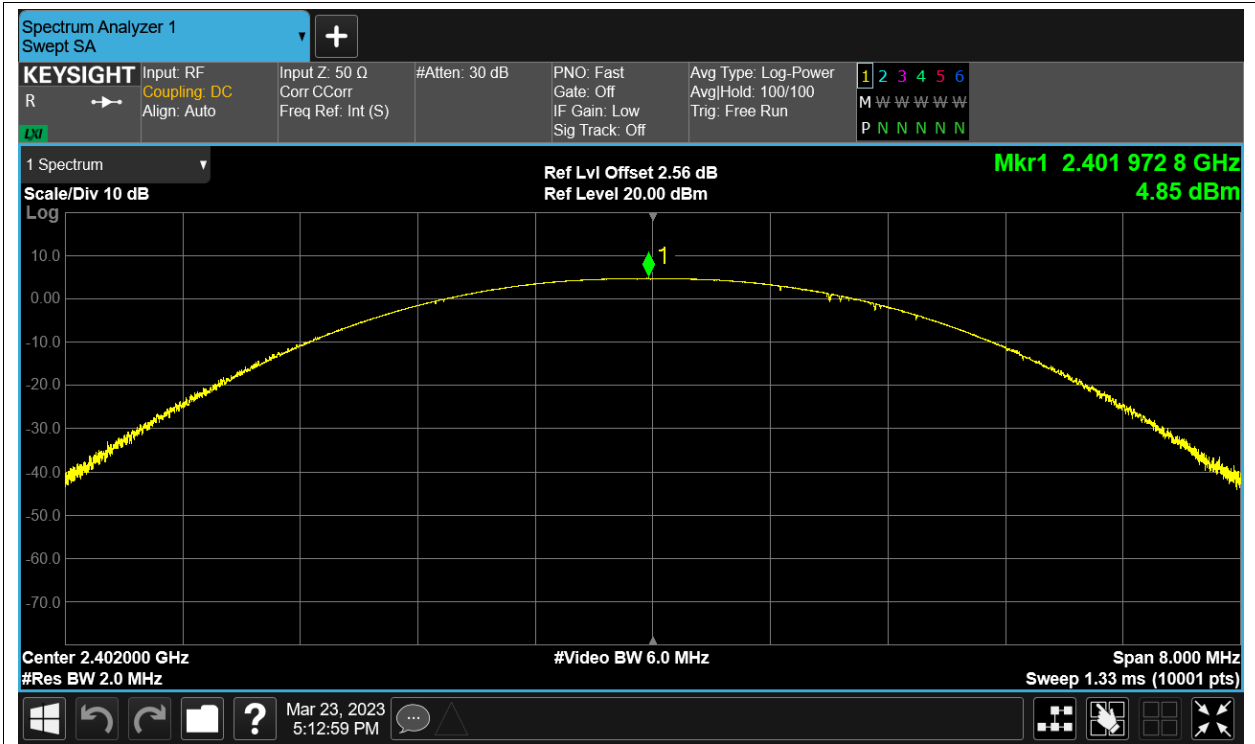 Spectrum Analyzer 1
Swept SA
KEYSIGHT
R
LXI
Input: RF
Coupling: DC
Align: Auto
Input Z: 50 Ω
Corr CCorr
Freq Ref: Int (S)
#Atten: 30 dB
PNO: Fast
Gate: Off
IF Gain: Low
Sig Track: Off
Avg Type: Log-Power
Avg|Hold: 100/100
Trig: Free Run
1 2 3 4 5 6
M W W W W W
P N N N N N
1 Spectrum
Scale/Div 10 dB
Log
Ref Lvl Offset 2.56 dB
Ref Level 20.00 dBm
Mkr1 2.401 972 8 GHz
4.85 dBm
1
10.0
0.00
-10.0
-20.0
-30.0
-40.0
-50.0
-60.0
-70.0
Center 2.402000 GHz
#Res BW 2.0 MHz
#Video BW 6.0 MHz
Span 8.000 MHz
Sweep 1.33 ms (10001 pts)
?
Mar 23, 2023
5:12:59 PM